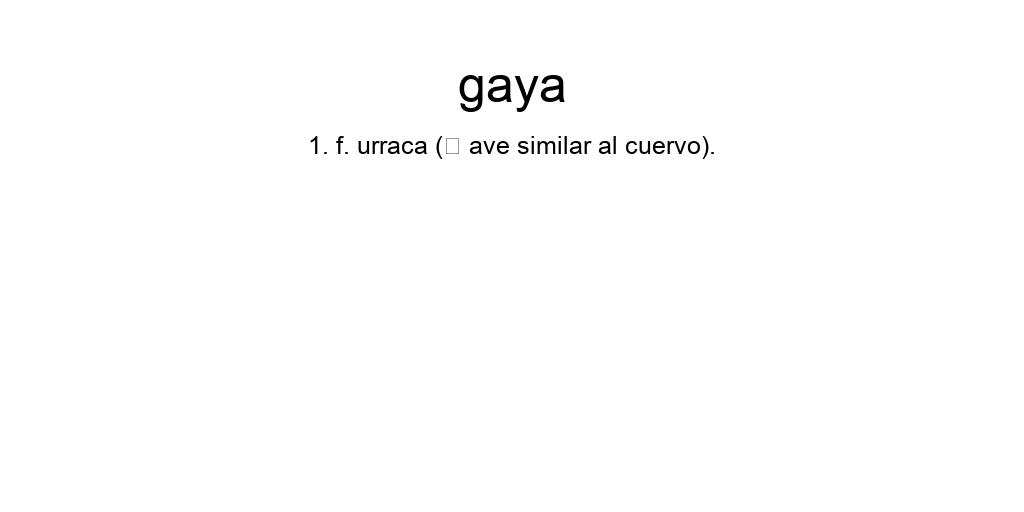 gaya
1. f. urraca (□ ave similar al cuervo).